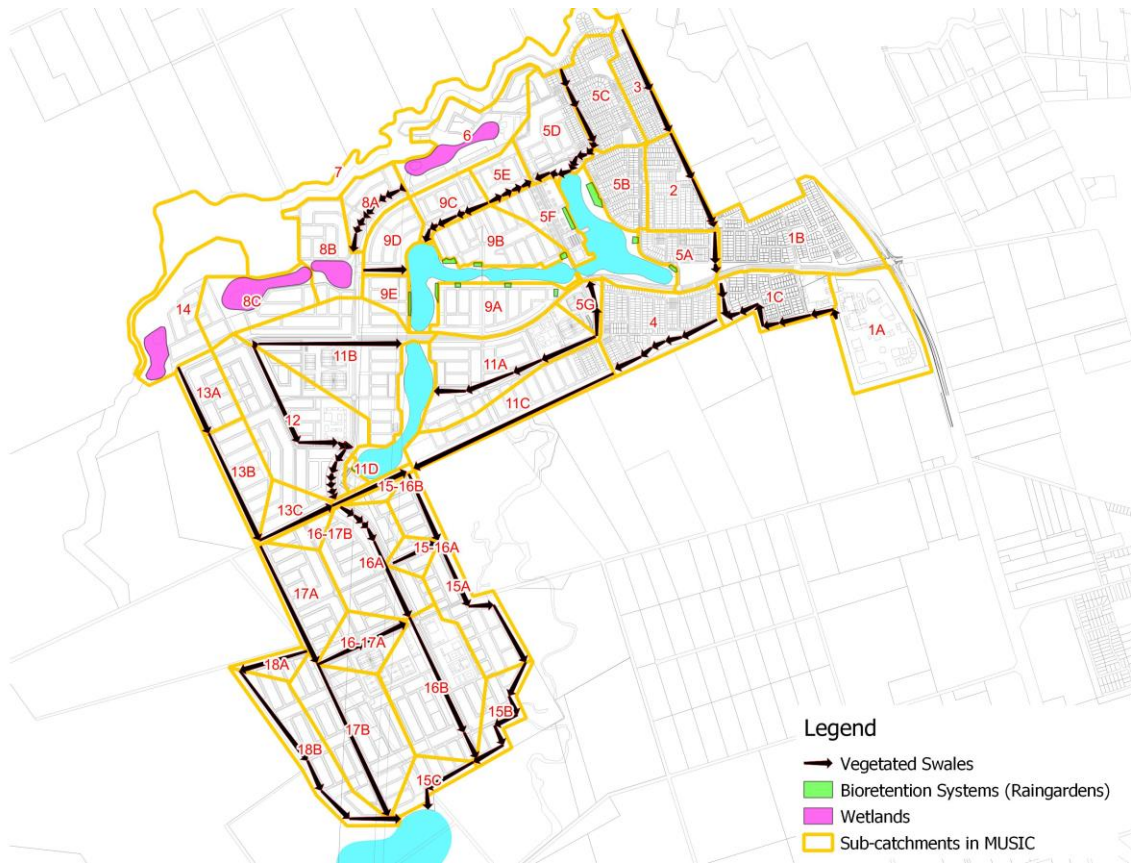 3
5C
6
5D
7
5E
5B
2
8A
9C
5F
9D
9B
5A
1B
8B
8C
14
9E
9A
5G
1C
4
1A
11B
11A
13A
11C
12
13B
11D
15-16B
13C
16-17B
15-16A
16A
15A
17A
16-17A
18A
16B
15B
17B
18B
15C
Legend
Vegetated Swales
Bioretention Systems (Raingardens)
Wetlands
Sub-catchments in MUSIC